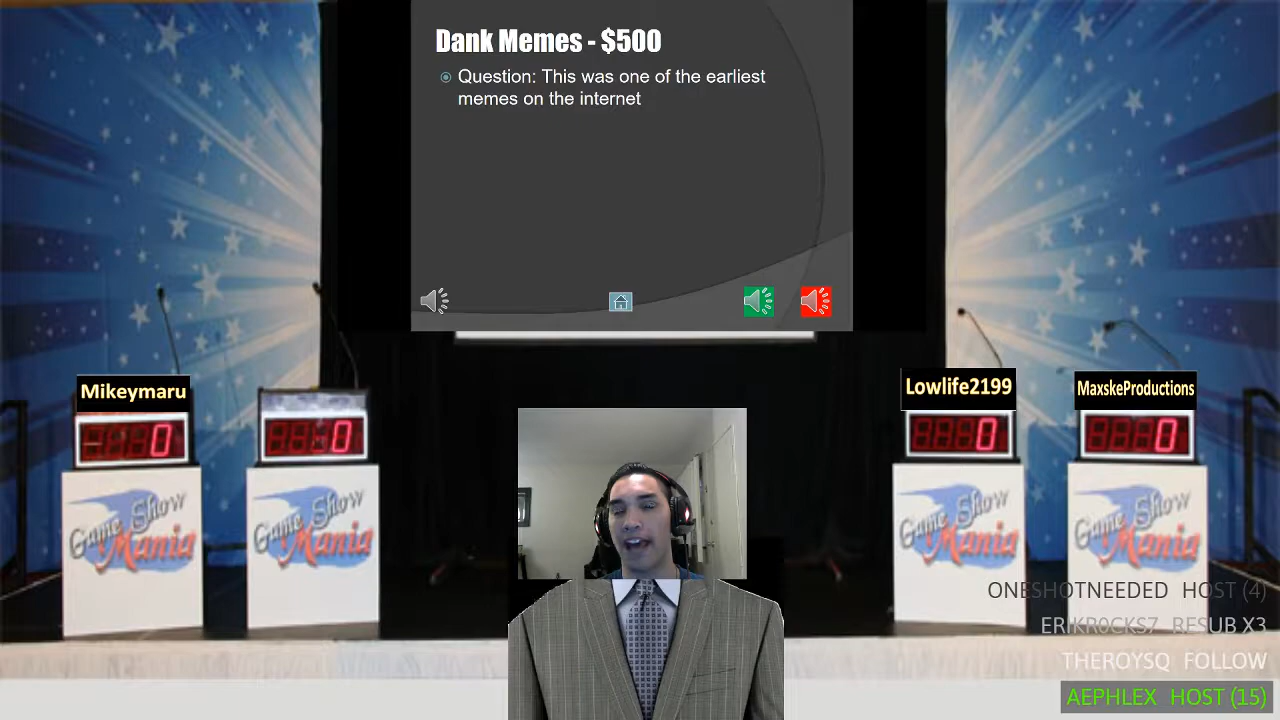 Dank Memes - $500
Question: This was one of the earliest
memes on the internet
Mikeymaru
Lowlife2199
MaxskeProductions
0
0
0
0
Game Show
Mania
Game Show
Mania
Game Show
Mania
Game Show
Mania
ONESHOTNEEDED HOST (4)
ERIKR0CKS7 RESUB X3
THEROYSQ FOLLOW
AEPHLEX HOST (15)